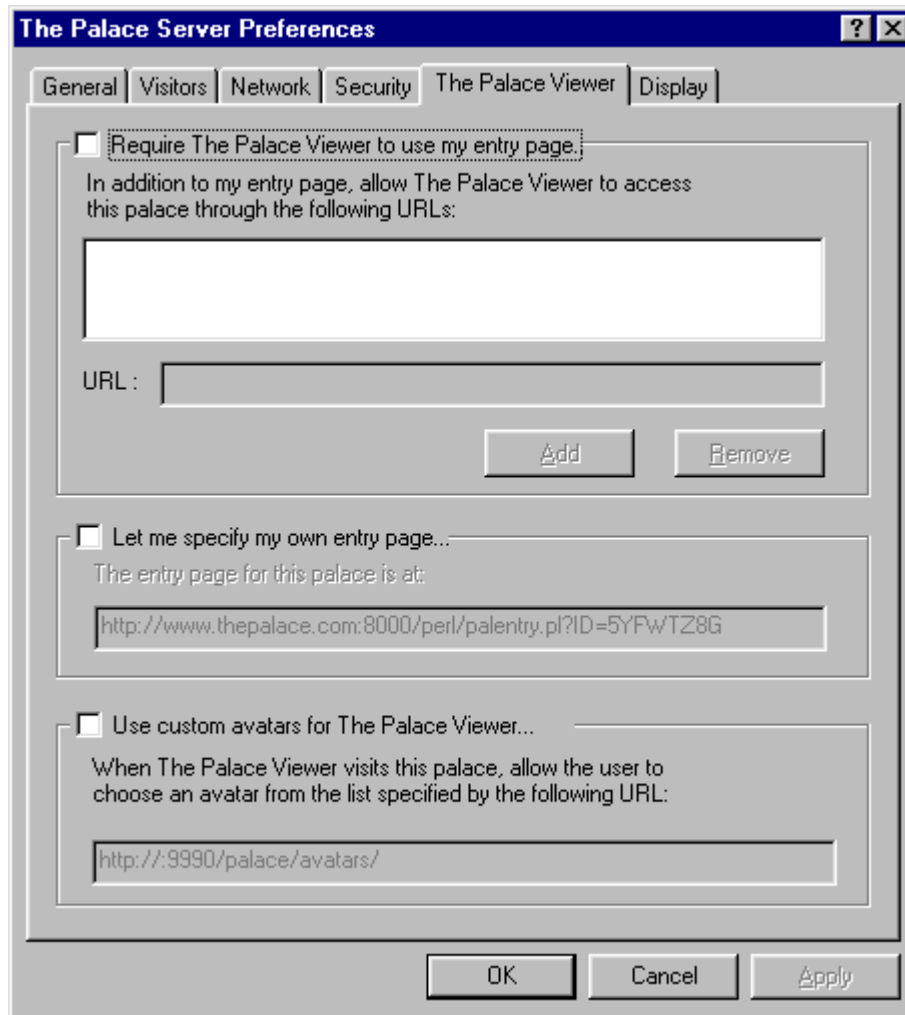 The Palace Server Preferences
General Visitors Network Security The Palace Viewer Display
Require The Palace Viewer to use my entry page.
In addition to my entry page, allow The Palace Viewer to access
this palace through the following URLs:
URL :
Add Remove
Let me specify my own entry page...
The entry page for this palace is at:
http://www.thepalace.com:8000/perl/palentry.pl?ID=5YFWTZ8G
Use custom avatars for The Palace Viewer...
When The Palace Viewer visits this palace, allow the user to
choose an avatar from the list specified by the following URL:
http://:9990/palace/avatars/
OK Cancel Apply